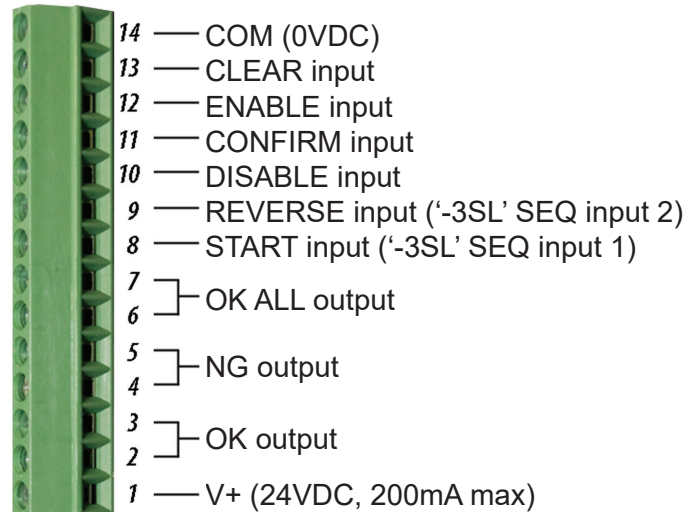 14 COM (0VDC)
13 CLEAR input
12 ENABLE input
11 CONFIRM input
10 DISABLE input
9 REVERSE input (‘-3SL’ SEQ input 2)
8 START input (‘-3SL’ SEQ input 1)
7
OK ALL output
6
5
NG output
4
3
OK output
2
1 V+ (24VDC, 200mA max)